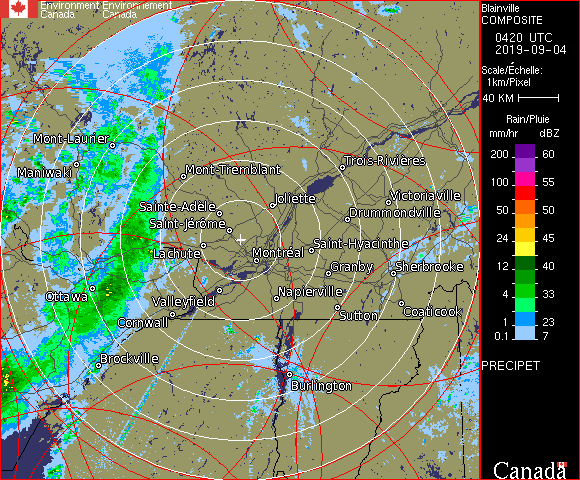 Environment Environnement
Canada Canada
Blainville
COMPOSITE
0420 UTC
2019-09-04
Scale/Échelle:
1km/Pixel
40 KM
Rain/Pluie
mm/hr dBZ
200 60
100 55
50 50
24 45
12 40
4 33
1 23
0.1 7
PRECIPET
Canada
Mont-Laurier
Maniwaki
Mont-Tremblant
Trois-Rivieres
Sainte-Adele
Joliette
Victoriaville
Drummondville
Saint-Jérôme
Lachute
Montréal
Saint-Hyacinthe
Granby
Sherbrooke
Ottawa
Valleyfield
Napierville
Cornwall
Sutton
Coaticook
Brockville
Burlington